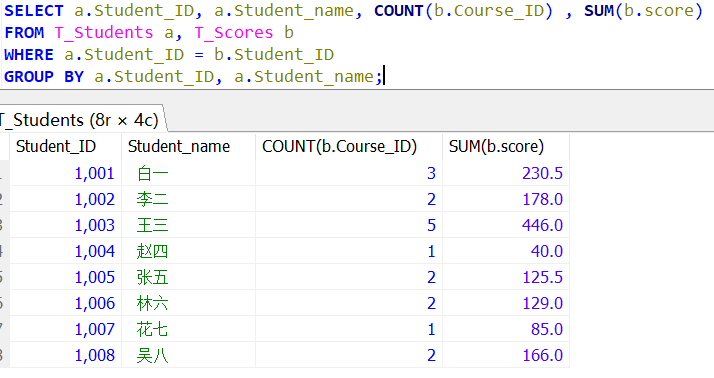 SELECT a.Student_ID, a.Student_name, COUNT(b.Course_ID) , SUM(b.score)
FROM T_Students a, T_Scores b
WHERE a.Student_ID = b.Student_ID
GROUP BY a.Student_ID, a.Student_name;
T_Students (8r × 4c)
Student_ID Student_name COUNT(b.Course_ID) SUM(b.score)
1,001 白一 3 230.5
2 1,002 李二 2 178.0
3 1,003 王三 5 446.0
4 1,004 赵四 1 40.0
5 1,005 张五 2 125.5
6 1,006 林六 2 129.0
7 1,007 花七 1 85.0
8 1,008 吴八 2 166.0